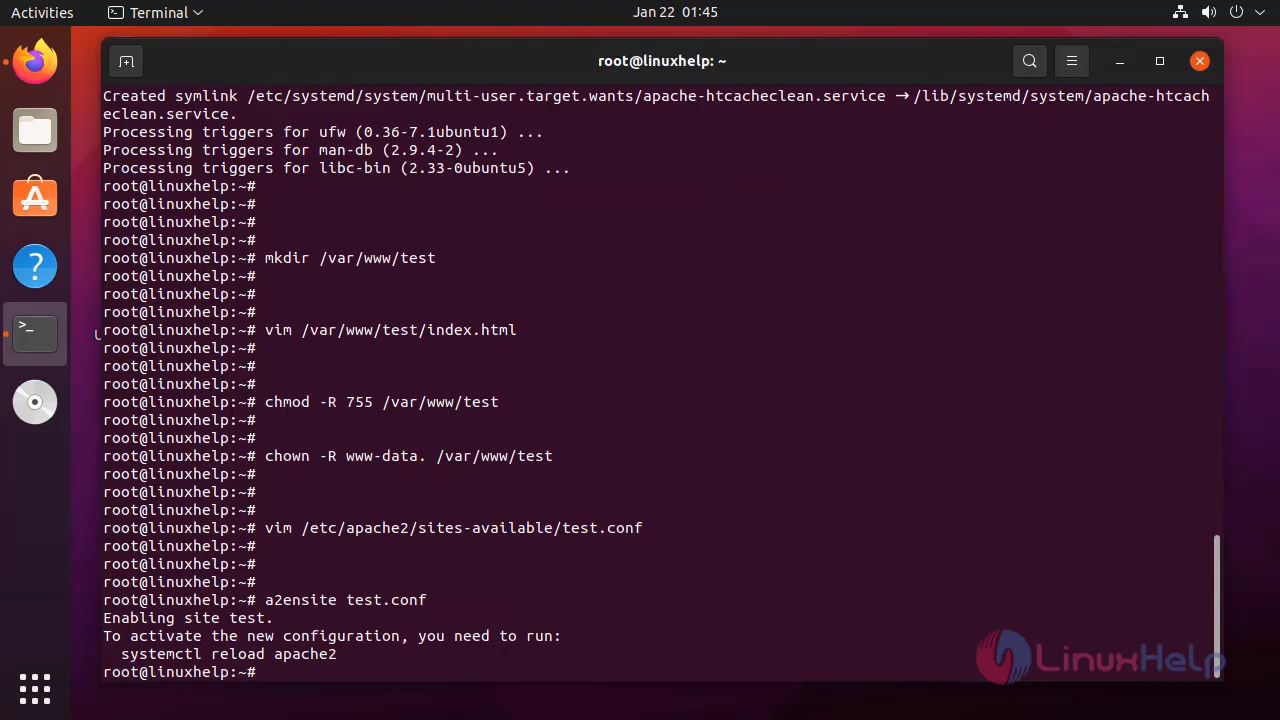 Activities Terminal Jan 22 01:45
root@linuxhelp: ~
Created symlink /etc/systemd/system/multi-user.target.wants/apache-htcacheclean.service → /lib/systemd/system/apache-htcach
eclean.service.
Processing triggers for ufw (0.36-7.1ubuntu1) ...
Processing triggers for man-db (2.9.4-2) ...
Processing triggers for libc-bin (2.33-0ubuntu5) ...
root@linuxhelp:~#
root@linuxhelp:~#
root@linuxhelp:~#
root@linuxhelp:~#
root@linuxhelp:~# mkdir /var/www/test
root@linuxhelp:~#
root@linuxhelp:~#
root@linuxhelp:~#
root@linuxhelp:~# vim /var/www/test/index.html
root@linuxhelp:~#
root@linuxhelp:~#
root@linuxhelp:~#
root@linuxhelp:~# chmod -R 755 /var/www/test
root@linuxhelp:~#
root@linuxhelp:~#
root@linuxhelp:~# chown -R www-data. /var/www/test
root@linuxhelp:~#
root@linuxhelp:~#
root@linuxhelp:~#
root@linuxhelp:~# vim /etc/apache2/sites-available/test.conf
root@linuxhelp:~#
root@linuxhelp:~#
root@linuxhelp:~#
root@linuxhelp:~# a2ensite test.conf
Enabling site test.
To activate the new configuration, you need to run:
  systemctl reload apache2
root@linuxhelp:~#
LinuxHelp